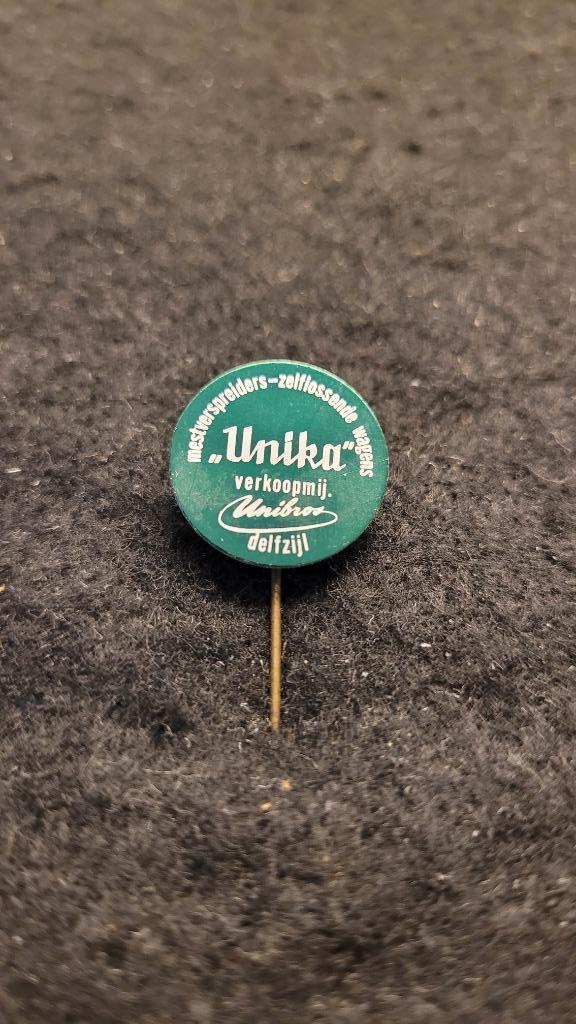 mestverspreiders-zelflossende wagens
„Unika"
verkoopmij.
Unibros
delfzijl